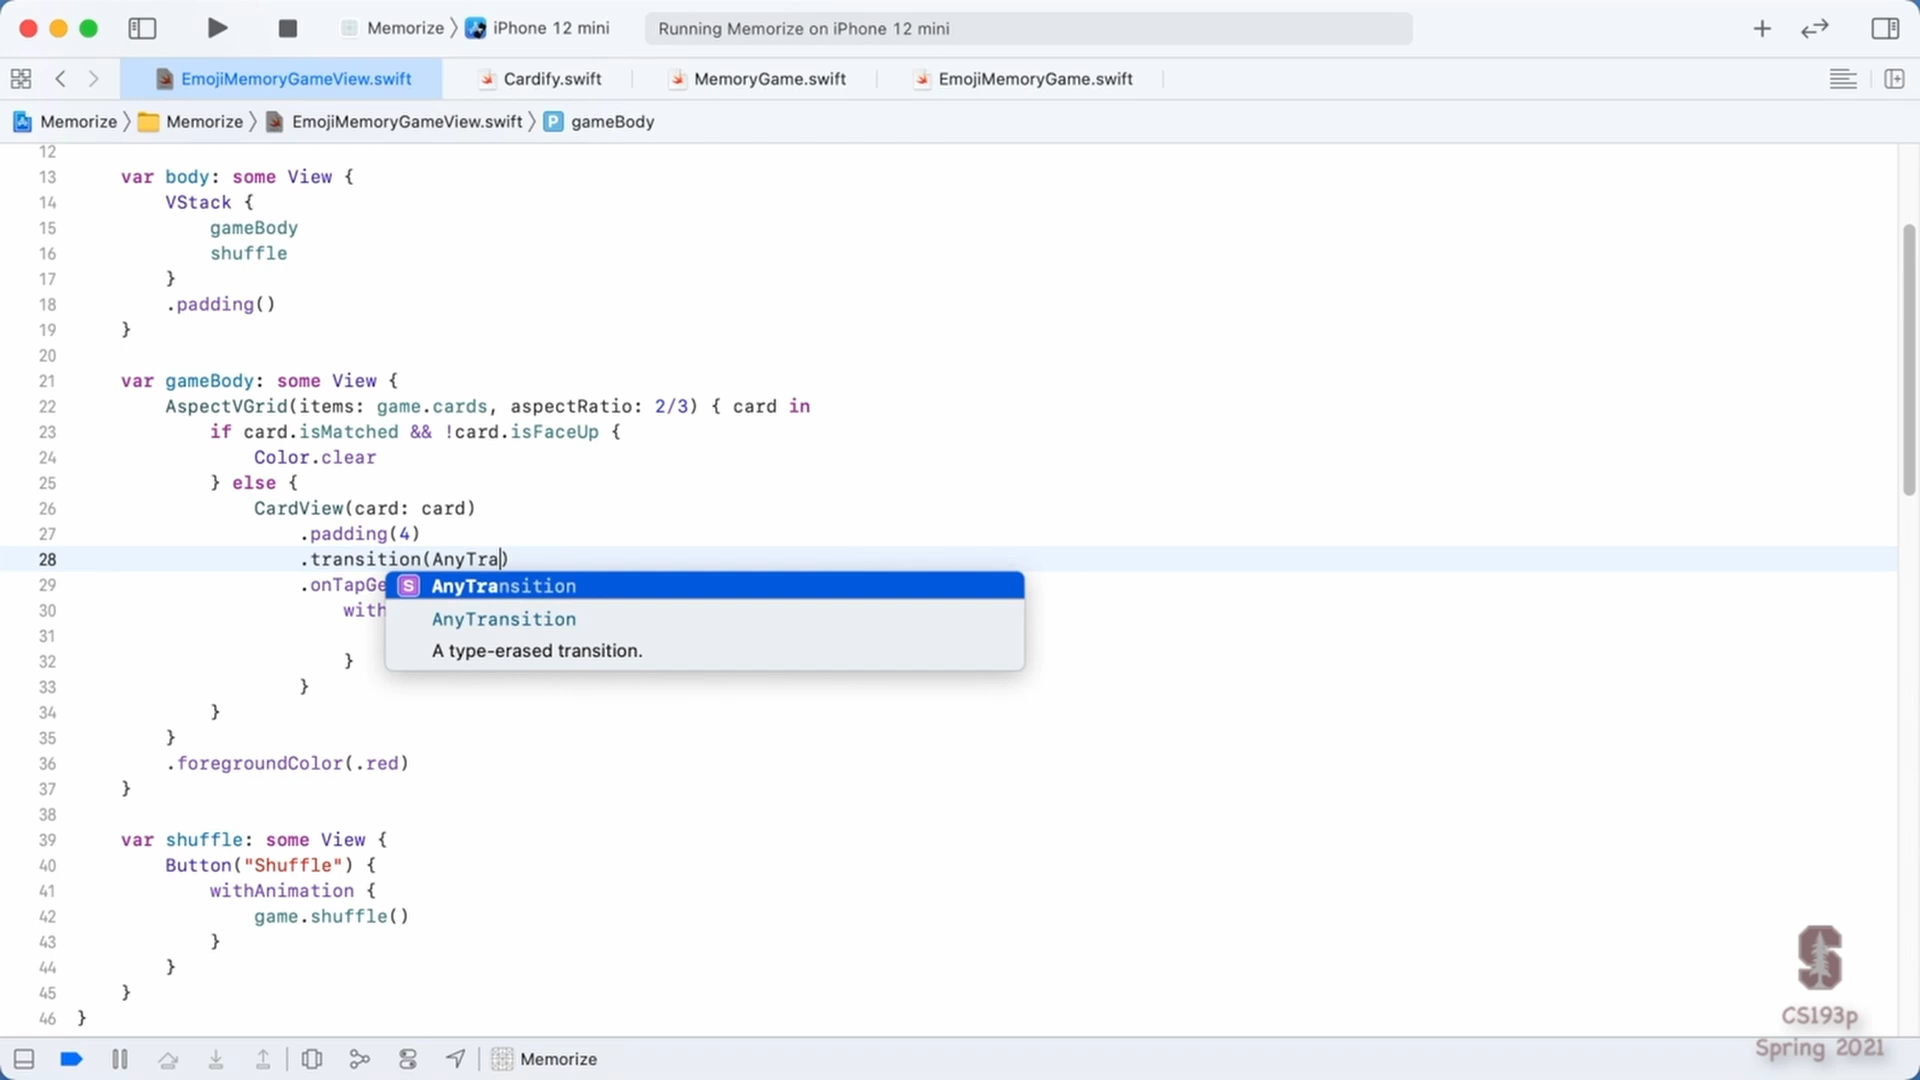 Memorize 〉 iPhone 12 mini
Running Memorize on iPhone 12 mini
EmojiMemoryGameView.swift
Cardify.swift
MemoryGame.swift
EmojiMemoryGame.swift
Memorize 〉 Memorize 〉 EmojiMemoryGameView.swift 〉 P gameBody
12
13 var body: some View {
14 VStack {
15 gameBody
16 shuffle
17 }
18 .padding()
19 }
20
21 var gameBody: some View {
22 AspectVGrid(items: game.cards, aspectRatio: 2/3) { card in
23 if card.isMatched && !card.isFaceUp {
24 Color.clear
25 } else {
26 CardView(card: card)
27 .padding(4)
28 .transition(AnyTra)
29 .onTapGe
S AnyTransition
30 with
AnyTransition
31
A type-erased transition.
32 }
33 }
34 }
35 }
36 .foregroundColor(.red)
37 }
38
39 var shuffle: some View {
40 Button("Shuffle") {
41 withAnimation {
42 game.shuffle()
43 }
44 }
45 }
46 }
S
CS193p
Spring 2021
Memorize